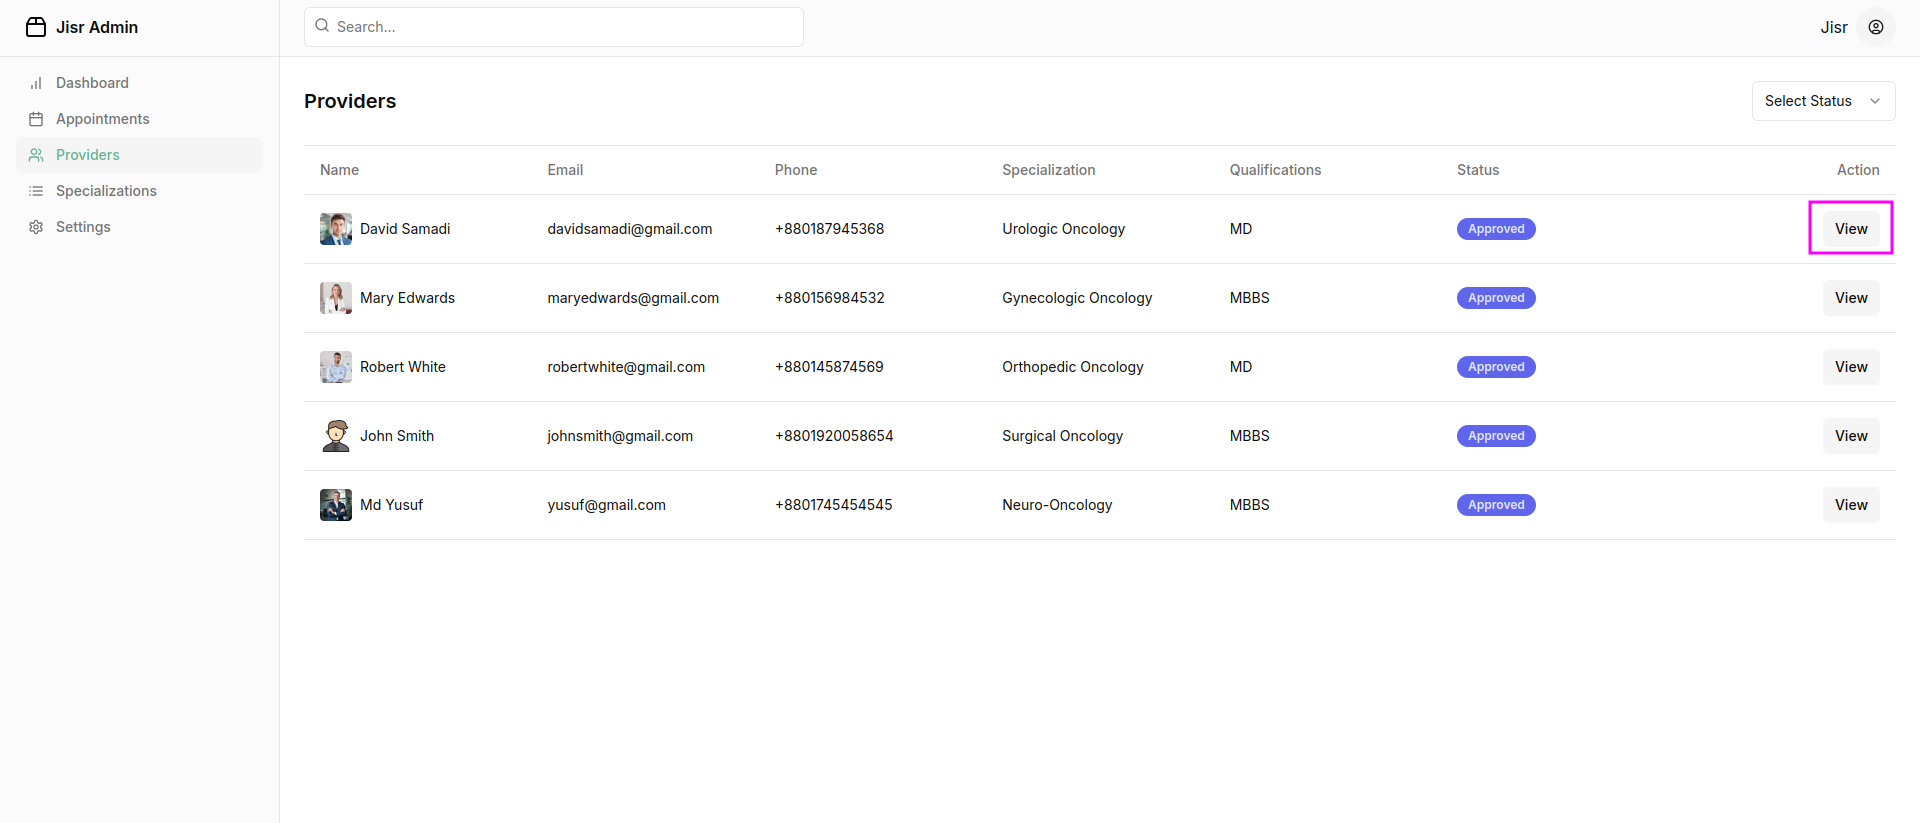 Jisr Admin
Search...
Jisr
Dashboard
Appointments
Providers
Specializations
Settings
Providers
Select Status
Name Email Phone Specialization Qualifications Status Action
David Samadi davidsamadi@gmail.com +880187945368 Urologic Oncology MD Approved View
Mary Edwards maryedwards@gmail.com +880156984532 Gynecologic Oncology MBBS Approved View
Robert White robertwhite@gmail.com +880145874569 Orthopedic Oncology MD Approved View
John Smith johnsmith@gmail.com +8801920058654 Surgical Oncology MBBS Approved View
Md Yusuf yusuf@gmail.com +8801745454545 Neuro-Oncology MBBS Approved View